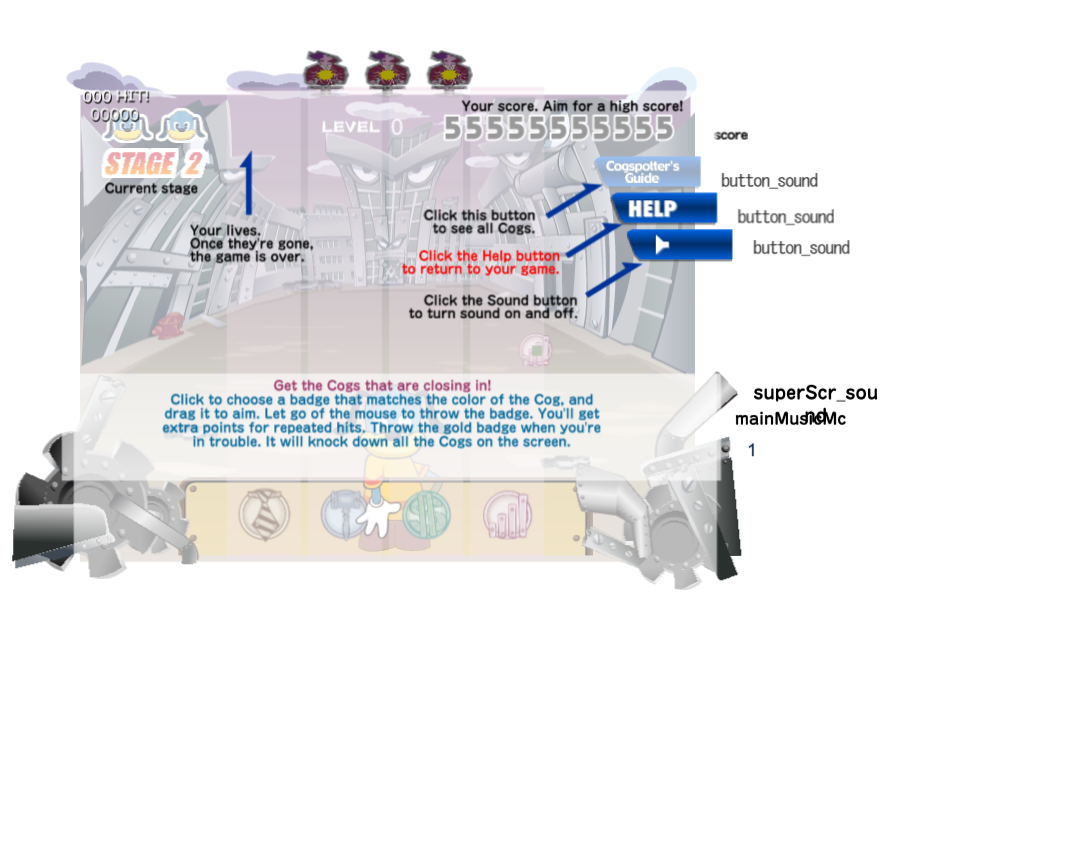 000 HIT!
00000
Your score. Aim for a high score!
LEVEL 0
55555555555
score
STAGE 2
Current stage
Cogspotter's
Guide
button_sound
HELP
button_sound
button_sound
Click this button
to see all Cogs.
Your lives.
Once they're gone,
the game is over.
Click the Help button
to return to your game.
Click the Sound button
to turn sound on and off.
Get the Cogs that are closing in!
Click to choose a badge that matches the color of the Cog, and
drag it to aim. Let go of the mouse to throw the badge. You'll get
extra points for repeated hits. Throw the gold badge when you're
in trouble. It will knock down all the Cogs on the screen.
superScr_sou
nd
mainMusicMc
1